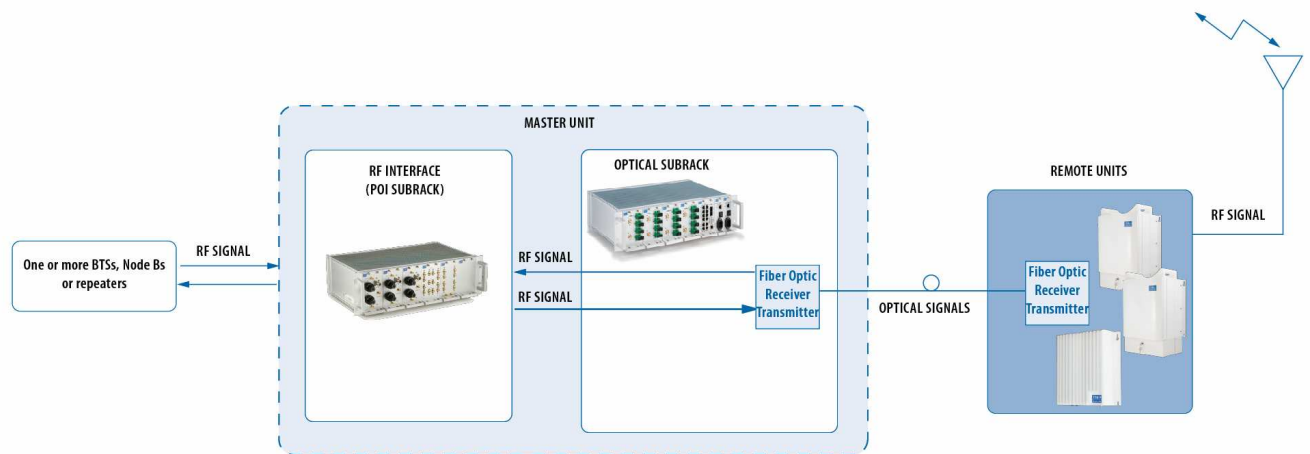 MASTER UNIT
RF INTERFACE
(POI SUBRACK)
OPTICAL SUBRACK
REMOTE UNITS
One or more BTSs, Node Bs
or repeaters
RF SIGNAL
RF SIGNAL
RF SIGNAL
Fiber Optic
Receiver
Transmitter
OPTICAL SIGNALS
Fiber Optic
Receiver
Transmitter
RF SIGNAL